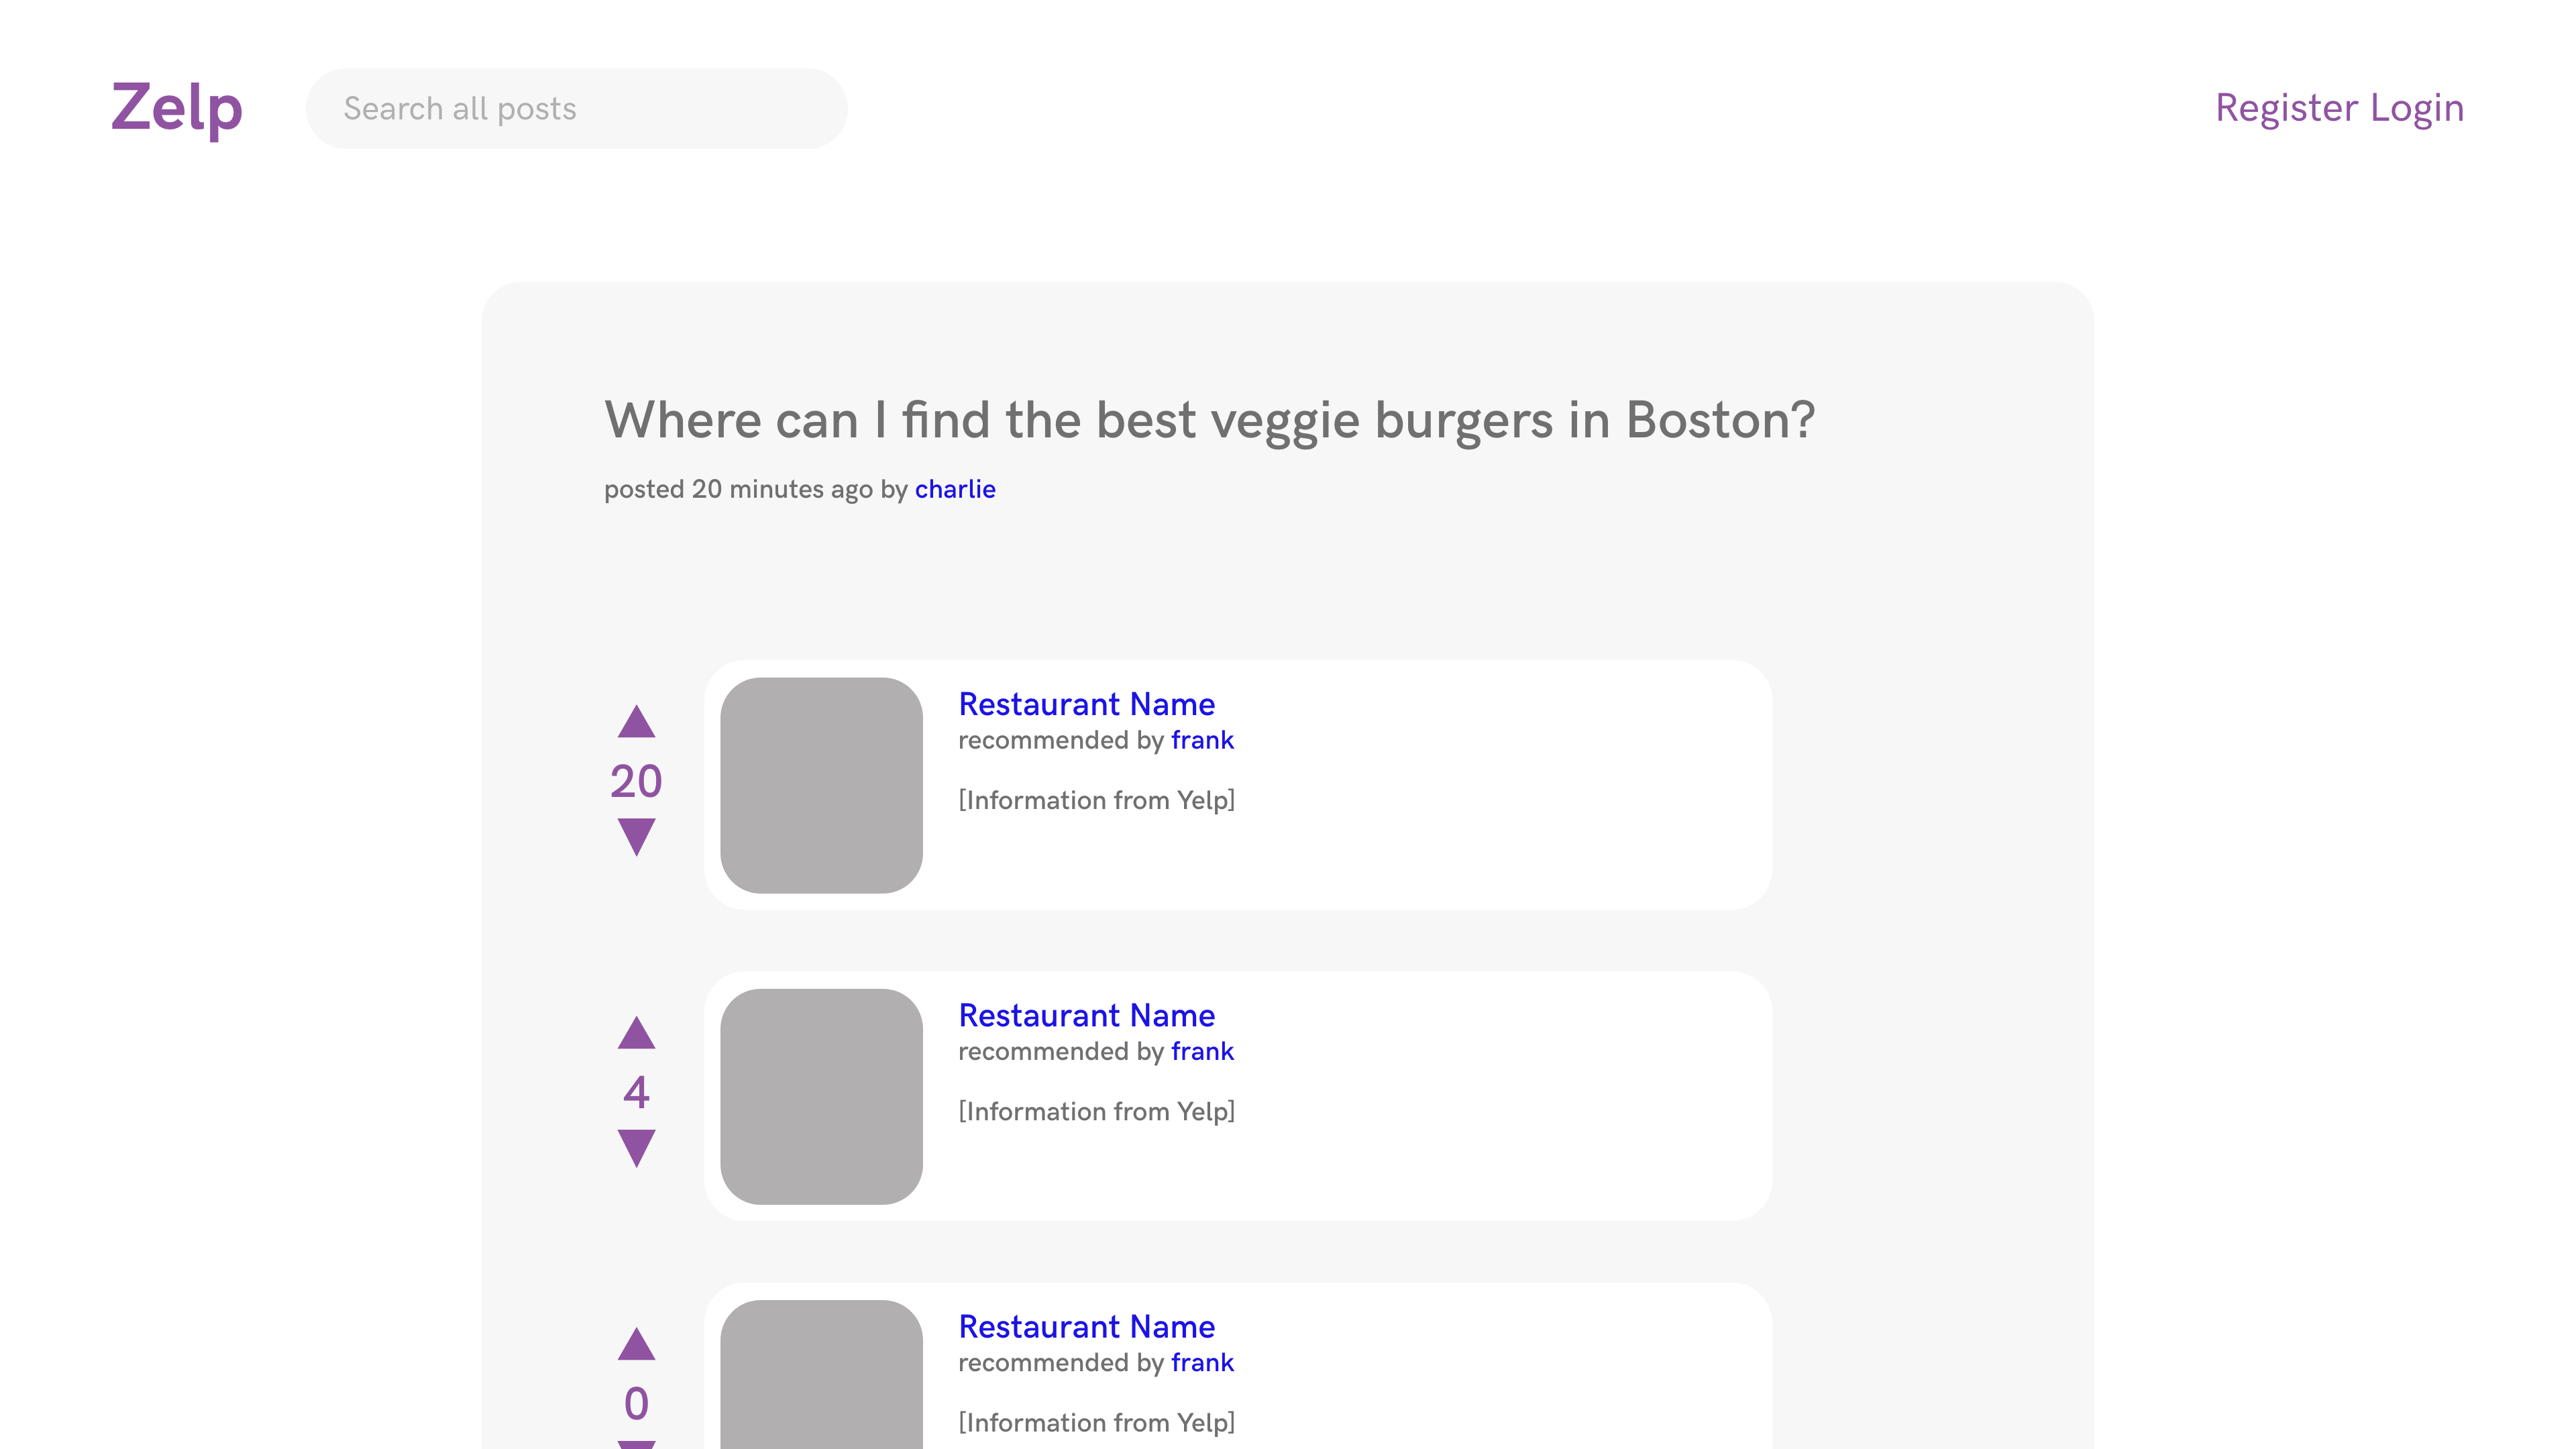 Zelp
Search all posts
Register Login
Where can I find the best veggie burgers in Boston?
posted 20 minutes ago by charlie
20
Restaurant Name
recommended by frank
[Information from Yelp]
4
Restaurant Name
recommended by frank
[Information from Yelp]
0
Restaurant Name
recommended by frank
[Information from Yelp]